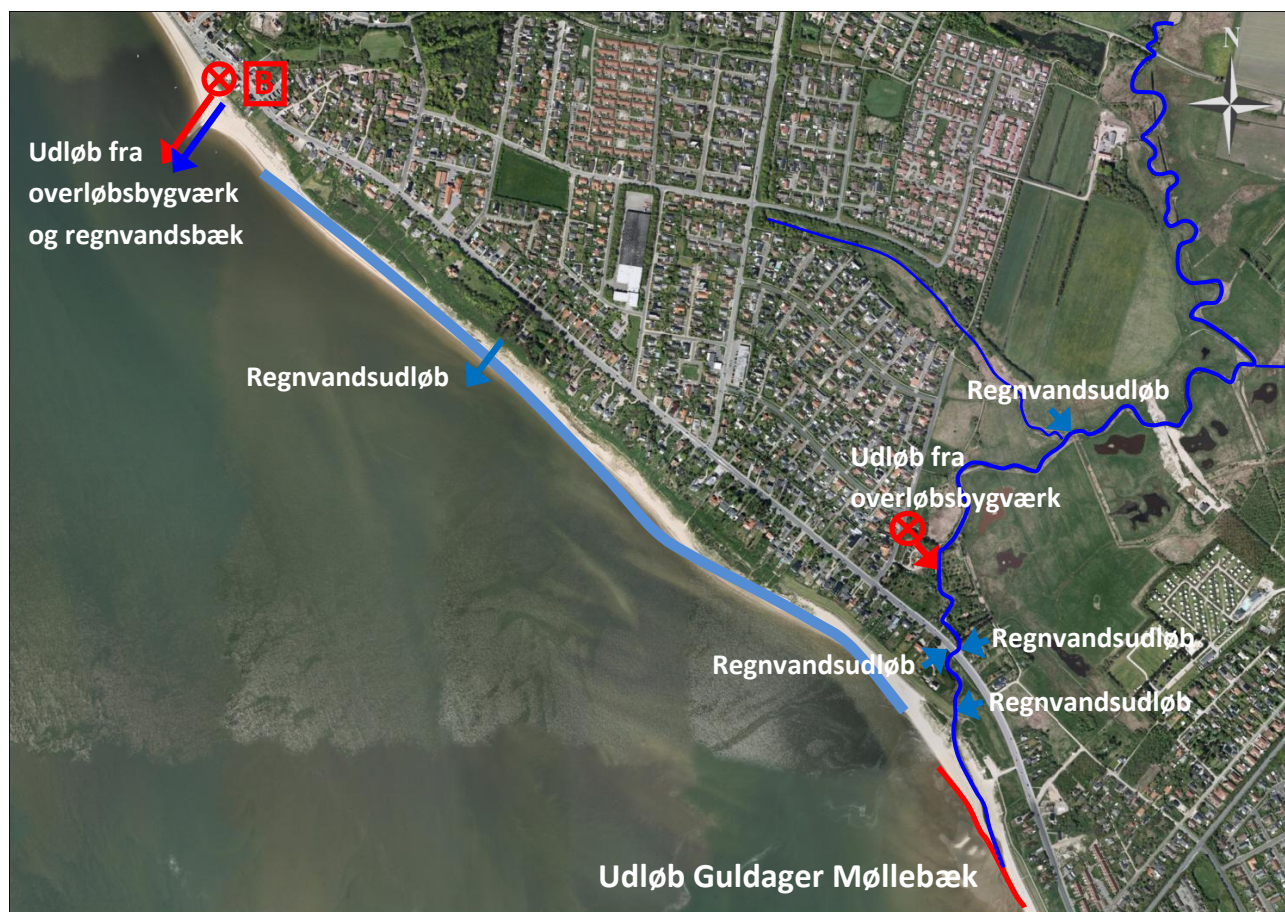 N
B
Udløb fra
overløbsbygværk
og regnvandsbæk
Regnvandsudløb
Regnvandsudløb
Udløb fra
overløbsbygværk
Regnvandsudløb
Regnvandsudløb
Regnvandsudløb
Udløb Guldager Møllebæk